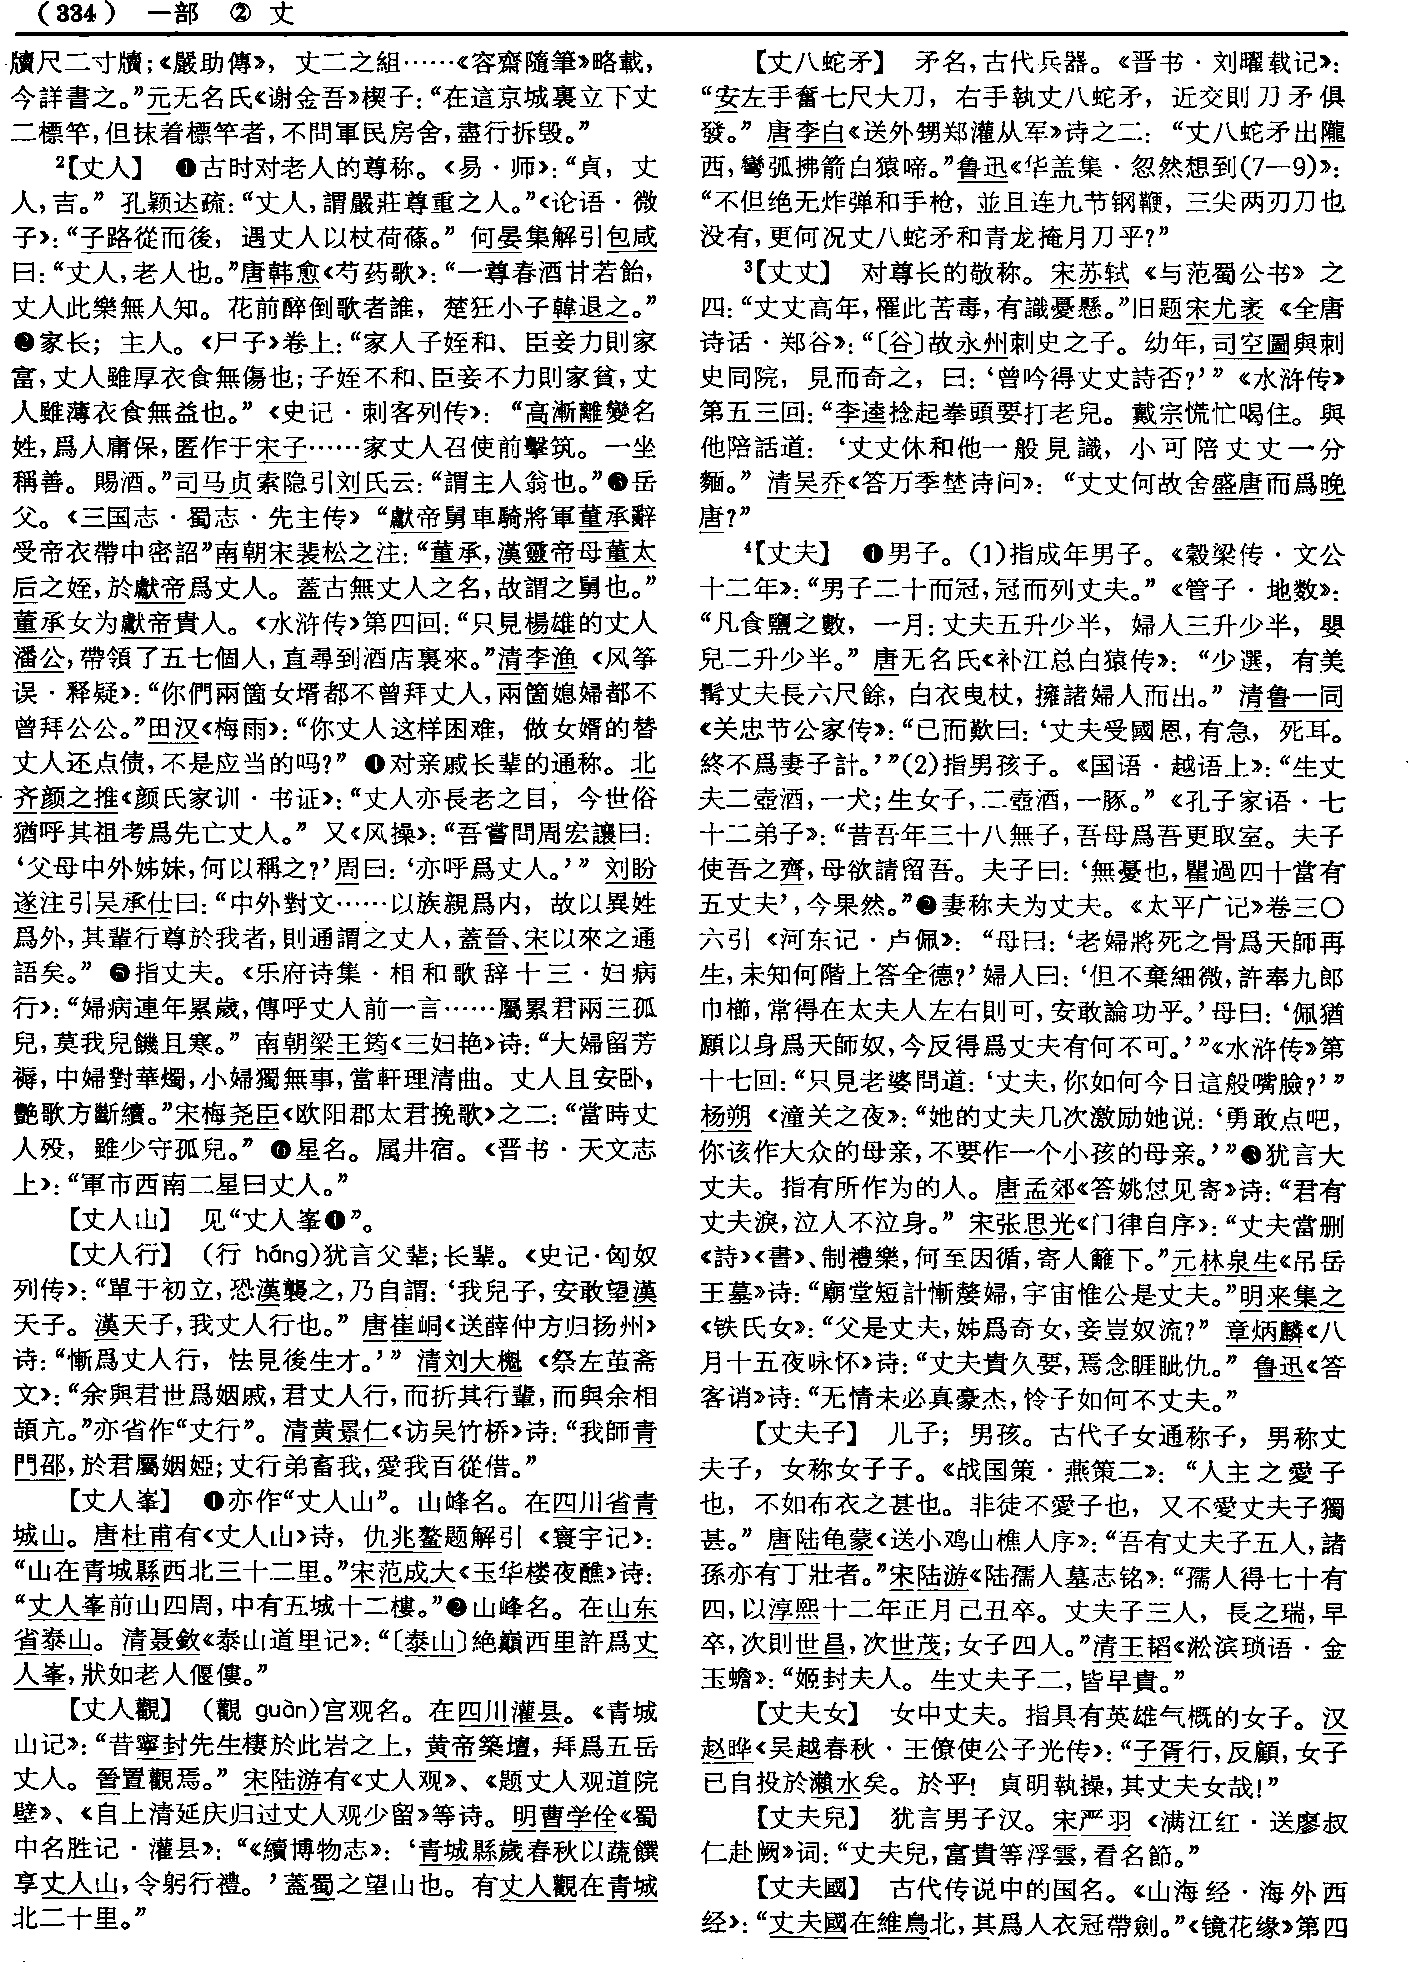 （334） 一部 ② 丈
牘尺二寸牘；《嚴助傳》，丈二之組……《容齋隨筆》略載，
今詳書之。”元无名氏《谢金吾》楔子：“在這京城裏立下丈
二標竿，但抹着標竿者，不問軍民房舍，盡行拆毁。”
²【丈人】 ❶古时对老人的尊称。《易·师》：“貞，丈
人，吉。”孔颖达疏：“丈人，謂嚴莊尊重之人。”《论语·微
子》：“子路從而後，遇丈人以杖荷蓧。”何晏集解引包咸
曰：“丈人，老人也。”唐韩愈《芍药歌》：“一尊春酒甘若飴，
丈人此樂無人知。花前醉倒歌者誰，楚狂小子韓退之。”
❷家长；主人。《尸子》卷上：“家人子姪和、臣妾力則家
富，丈人雖厚衣食無傷也；子姪不和、臣妾不力則家貧，丈
人雖薄衣食無益也。”《史记·刺客列传》：“高漸離變名
姓，爲人庸保，匿作于宋子……家丈人召使前擊筑。一坐
稱善。賜酒。”司马贞索隐引刘氏云：“謂主人翁也。”❸岳
父。《三国志·蜀志·先主传》“獻帝舅車騎將軍董承辭
受帝衣帶中密詔”南朝宋裴松之注：“董承，漢靈帝母董太
后之姪，於獻帝爲丈人。蓋古無丈人之名，故謂之舅也。”
董承女为獻帝貴人。《水浒传》第四回：“只見楊雄的丈人
潘公，帶領了五七個人，直尋到酒店裏來。”清李渔《风筝
误·释疑》：“你們兩箇女壻都不曾拜丈人，兩箇媳婦都不
曾拜公公。”田汉《梅雨》：“你丈人这样困难，做女婿的替
丈人还点债，不是应当的吗？”❹对亲戚长辈的通称。北
齐颜之推《颜氏家训·书证》：“丈人亦長老之目，今世俗
猶呼其祖考爲先亡丈人。”又《风操》：“吾嘗問周宏讓曰：
‘父母中外姊妹，何以稱之？’周曰：‘亦呼爲丈人。’”刘盼
遂注引吴承仕曰：“中外對文……以族親爲内，故以異姓
爲外，其輩行尊於我者，則通謂之丈人，蓋晉、宋以來之通
語矣。”❺指丈夫。《乐府诗集·相和歌辞十三·妇病
行》：“婦病連年累歲，傳呼丈人前一言……屬累君兩三孤
兒，莫我兒饑且寒。”南朝梁王筠《三妇艳》诗：“大婦留芳
褥，中婦對華燭，小婦獨無事，當軒理清曲。丈人且安卧，
艷歌方斷續。”宋梅尧臣《欧阳郡太君挽歌》之二：“當時丈
人殁，雖少守孤兒。”❻星名。属井宿。《晋书·天文志
上》：“軍市西南二星曰丈人。”
【丈人山】 见“丈人峯❶”。
【丈人行】 （行 háng）犹言父辈；长辈。《史记·匈奴
列传》：“單于初立，恐漢襲之，乃自謂：‘我兒子，安敢望漢
天子。漢天子，我丈人行也。”唐崔峒《送薛仲方归扬州》
诗：“慚爲丈人行，怯見後生才。’”清刘大櫆《祭左茧斋
文》：“余與君世爲姻戚，君丈人行，而折其行輩，而與余相
頡亢。”亦省作“丈行”。清黄景仁《访吴竹桥》诗：“我師青
門邵，於君屬姻婭；丈行弟畜我，愛我百從借。”
【丈人峯】 ❶亦作“丈人山”。山峰名。在四川省青
城山。唐杜甫有《丈人山》诗，仇兆鳌题解引《寰宇记》：
“山在青城縣西北三十二里。”宋范成大《玉华楼夜醮》诗：
“丈人峯前山四周，中有五城十二樓。”❷山峰名。在山东
省泰山。清聂敛《泰山道里记》：“〔泰山〕絶巔西里許爲丈
人峯，狀如老人偃僂。”
【丈人觀】 （觀 guàn）宫观名。在四川灌县。《青城
山记》：“昔寧封先生棲於此岩之上，黄帝築壇，拜爲五岳
丈人。晉置觀焉。”宋陆游有《丈人观》、《题丈人观道院
壁》、《自上清延庆归过丈人观少留》等诗。明曹学佺《蜀
中名胜记·灌县》：“《續博物志》：‘青城縣歲春秋以蔬饌
享丈人山，令躬行禮。’蓋蜀之望山也。有丈人觀在青城
北二十里。”
【丈八蛇矛】 矛名，古代兵器。《晋书·刘曜载记》：
“安左手奮七尺大刀，右手執丈八蛇矛，近交則刀矛俱
發。”唐李白《送外甥郑灌从军》诗之二：“丈八蛇矛出隴
西，彎弧拂箭白猿啼。”鲁迅《华盖集·忽然想到（7—9）》：
“不但绝无炸弹和手枪，並且连九节钢鞭，三尖两刃刀也
没有，更何况丈八蛇矛和青龙掩月刀乎？”
³【丈丈】 对尊长的敬称。宋苏轼《与范蜀公书》之
四：“丈丈高年，罹此苦毒，有識憂懸。”旧题宋尤袤《全唐
诗话·郑谷》：“〔谷〕故永州刺史之子。幼年，司空圖與刺
史同院，見而奇之，曰：‘曾吟得丈丈詩否？’”《水浒传》
第五三回：“李逵捻起拳頭要打老兒。戴宗慌忙喝住。與
他陪話道：‘丈丈休和他一般見識，小可陪丈丈一分
麵。”清吴乔《答万季埜诗问》：“丈丈何故舍盛唐而爲晚
唐？”
⁴【丈夫】 ❶男子。（1）指成年男子。《穀梁传·文公
十二年》：“男子二十而冠，冠而列丈夫。”《管子·地数》：
“凡食鹽之數，一月：丈夫五升少半，婦人三升少半，嬰
兒二升少半。”唐无名氏《补江总白猿传》：“少選，有美
髯丈夫長六尺餘，白衣曳杖，擁諸婦人而出。”清鲁一同
《关忠节公家传》：“已而歎曰：‘丈夫受國恩，有急，死耳。
終不爲妻子計。’”（2）指男孩子。《国语·越语上》：“生丈
夫二壺酒，一犬；生女子，二壺酒，一豚。”《孔子家语·七
十二弟子》：“昔吾年三十八無子，吾母爲吾更取室。夫子
使吾之齊，母欲請留吾。夫子曰：‘無憂也，瞿過四十當有
五丈夫’，今果然。”❷妻称夫为丈夫。《太平广记》卷三〇
六引《河东记·卢佩》：“母曰：‘老婦將死之骨爲天師再
生，未知何階上答全德？’婦人曰：‘但不棄細微，許奉九郎
巾櫛，常得在太夫人左右則可，安敢論功乎。’母曰：‘佩猶
願以身爲天師奴，今反得爲丈夫有何不可。’”《水浒传》第
十七回：“只見老婆問道：‘丈夫，你如何今日這般嘴臉？’”
杨朔《潼关之夜》：“她的丈夫几次激励她说：‘勇敢点吧，
你该作大众的母亲，不要作一个小孩的母亲。’”❸犹言大
丈夫。指有所作为的人。唐孟郊《答姚怤见寄》诗：“君有
丈夫淚，泣人不泣身。”宋张思光《门律自序》：“丈夫當删
《詩》《書》、制禮樂，何至因循，寄人籬下。”元林泉生《吊岳
王墓》诗：“廟堂短計慚嫠婦，宇宙惟公是丈夫。”明来集之
《铁氏女》：“父是丈夫，姊爲奇女，妾豈奴流？”章炳麟《八
月十五夜咏怀》诗：“丈夫貴久要，焉念睚眦仇。”鲁迅《答
客诮》诗：“无情未必真豪杰，怜子如何不丈夫。”
【丈夫子】 儿子；男孩。古代子女通称子，男称丈
夫子，女称女子子。《战国策·燕策二》：“人主之愛子
也，不如布衣之甚也。非徒不愛子也，又不愛丈夫子獨
甚。”唐陆龟蒙《送小鸡山樵人序》：“吾有丈夫子五人，諸
孫亦有丁壯者。”宋陆游《陆孺人墓志铭》：“孺人得七十有
四，以淳熙十二年正月己丑卒。丈夫子三人，長之瑞，早
卒，次則世昌，次世茂；女子四人。”清王韬《淞滨琐语·金
玉蟾》：“姬封夫人。生丈夫子二，皆早貴。”
【丈夫女】 女中丈夫。指具有英雄气概的女子。汉
赵晔《吴越春秋·王僚使公子光传》：“子胥行，反顧，女子
已自投於瀨水矣。於乎！貞明執操，其丈夫女哉！”
【丈夫兒】 犹言男子汉。宋严羽《满江红·送廖叔
仁赴阙》词：“丈夫兒，富貴等浮雲，看名節。”
【丈夫國】 古代传说中的国名。《山海经·海外西
经》：“丈夫國在維鳥北，其爲人衣冠帶劍。”《镜花缘》第四